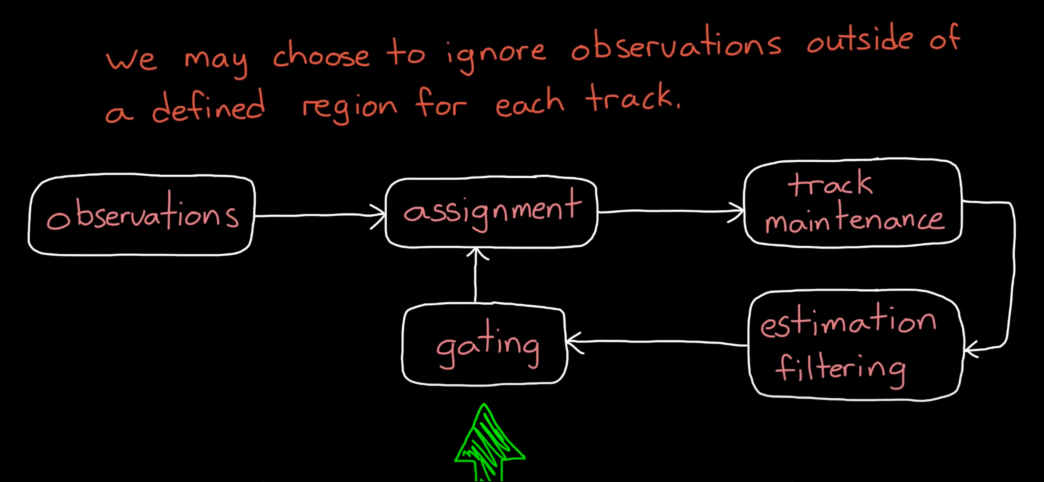 we may choose to ignore observations outside of
a defined region for each track.
observations
assignment
track
maintenance
gating
estimation
filtering